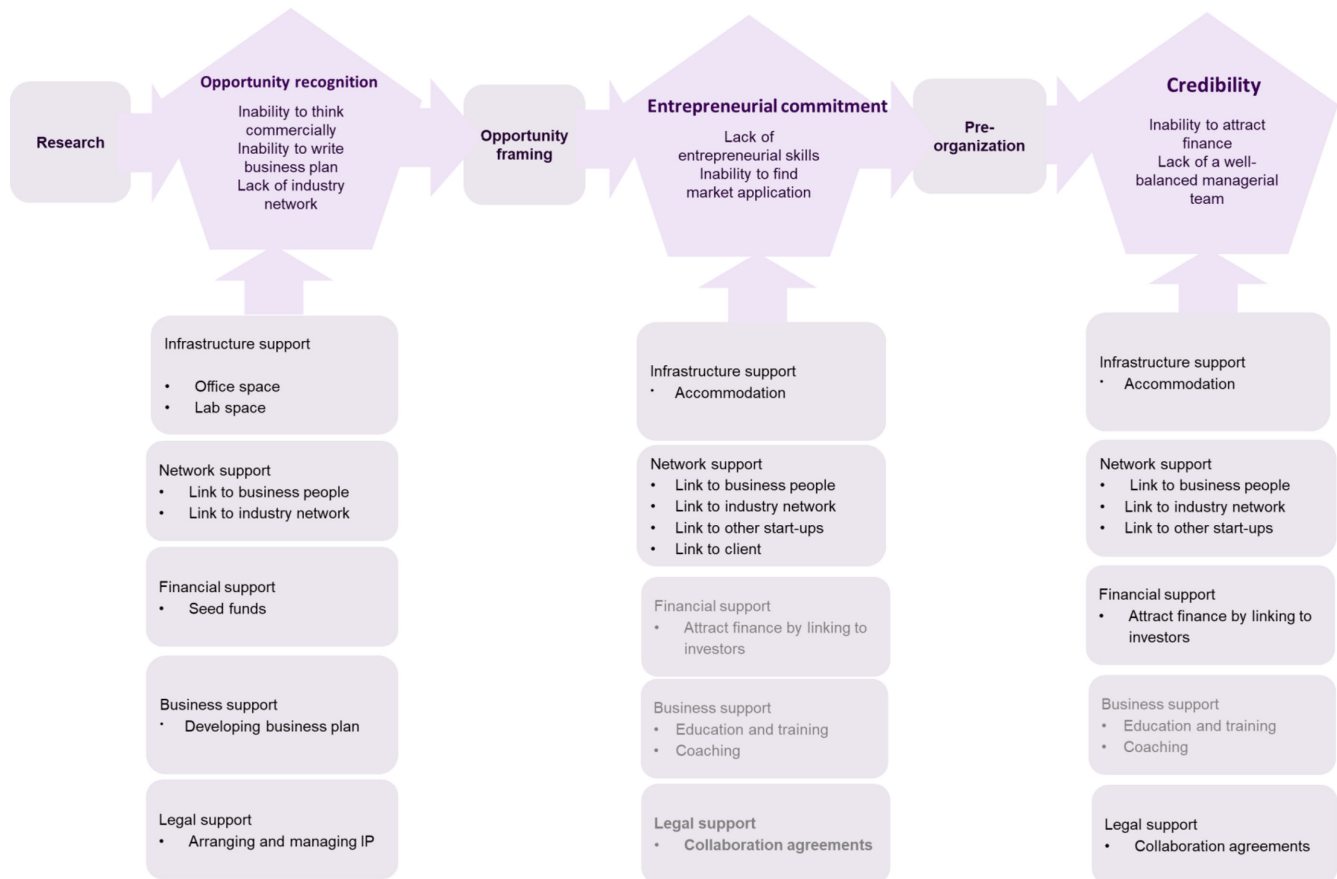 Research
Opportunity recognition
Inability to think
commercially
Inability to write
business plan
Lack of industry
network
Opportunity
framing
Entrepreneurial commitment
Lack of
entrepreneurial skills
Inability to find
market application
Pre-
organization
Credibility
Inability to attract
finance
Lack of a well-
balanced managerial
team
Infrastructure support
• Office space
• Lab space
Network support
• Link to business people
• Link to industry network
Financial support
• Seed funds
Business support
• Developing business plan
Legal support
• Arranging and managing IP
Infrastructure support
• Accommodation
Network support
• Link to business people
• Link to industry network
• Link to other start-ups
• Link to client
Financial support
• Attract finance by linking to
investors
Business support
• Education and training
• Coaching
Legal support
• Collaboration agreements
Infrastructure support
• Accommodation
Network support
• Link to business people
• Link to industry network
• Link to other start-ups
Financial support
• Attract finance by linking to
investors
Business support
• Education and training
• Coaching
Legal support
• Collaboration agreements